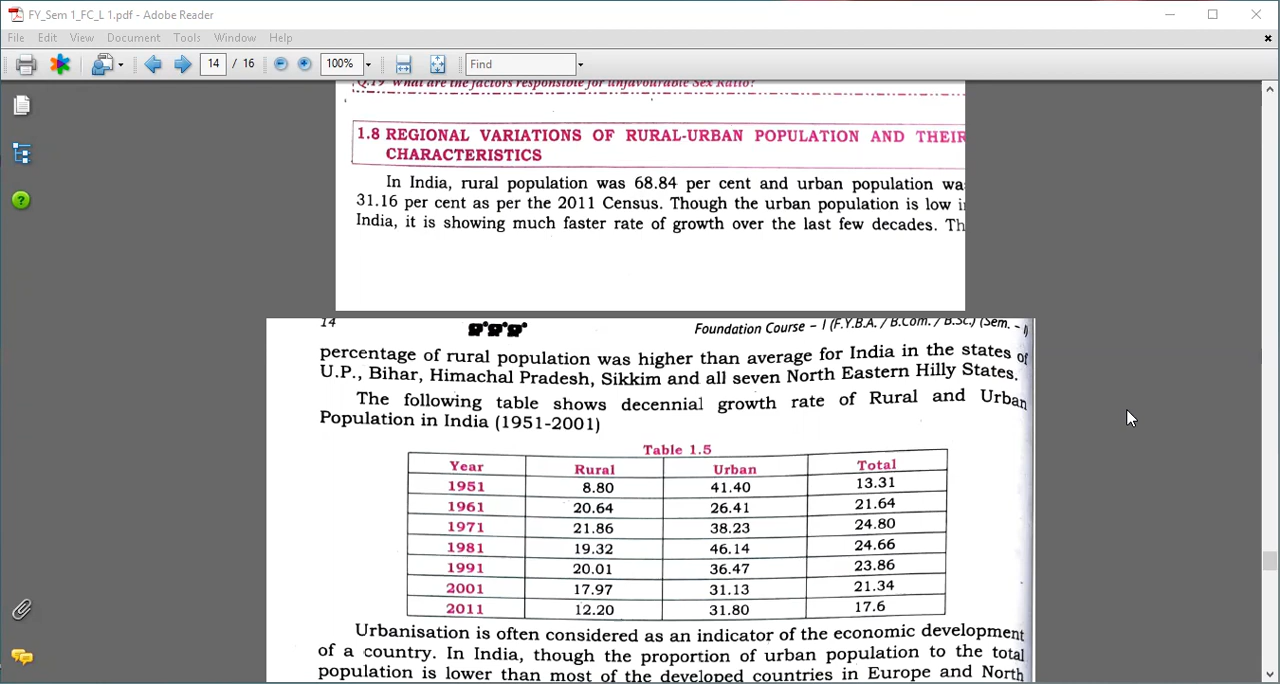 FY_Sem 1_FC_L 1.pdf - Adobe Reader
File Edit View Document Tools Window Help
14 / 16 100% Find
Q.19 What are the factors responsible for unfavourable Sex Ratio?
1.8 REGIONAL VARIATIONS OF RURAL-URBAN POPULATION AND THEIR
CHARACTERISTICS
In India, rural population was 68.84 per cent and urban population wa
31.16 per cent as per the 2011 Census. Though the urban population is low i
India, it is showing much faster rate of growth over the last few decades. Th
14 Foundation Course – I (F.Y.B.A. / B.Com. / B.Sc.) (Sem. – I)
percentage of rural population was higher than average for India in the states of
U.P., Bihar, Himachal Pradesh, Sikkim and all seven North Eastern Hilly States.
The following table shows decennial growth rate of Rural and Urban
Population in India (1951-2001)
Table 1.5
Year Rural Urban Total
1951 8.80 41.40 13.31
1961 20.64 26.41 21.64
1971 21.86 38.23 24.80
1981 19.32 46.14 24.66
1991 20.01 36.47 23.86
2001 17.97 31.13 21.34
2011 12.20 31.80 17.6
Urbanisation is often considered as an indicator of the economic development
of a country. In India, though the proportion of urban population to the total
population is lower than most of the developed countries in Europe and North